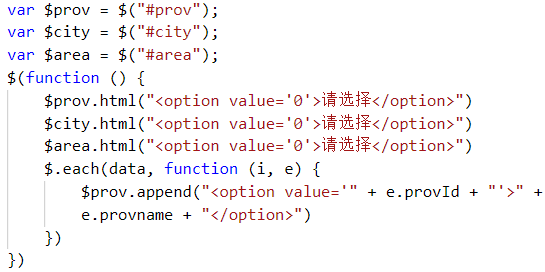 var $prov = $("#prov");
var $city = $("#city");
var $area = $("#area");
$(function () {
    $prov.html("<option value='0'>请选择</option>")
    $city.html("<option value='0'>请选择</option>")
    $area.html("<option value='0'>请选择</option>")
    $.each(data, function (i, e) {
        $prov.append("<option value='" + e.provId + "'>" +
        e.provname + "</option>")
    })
})